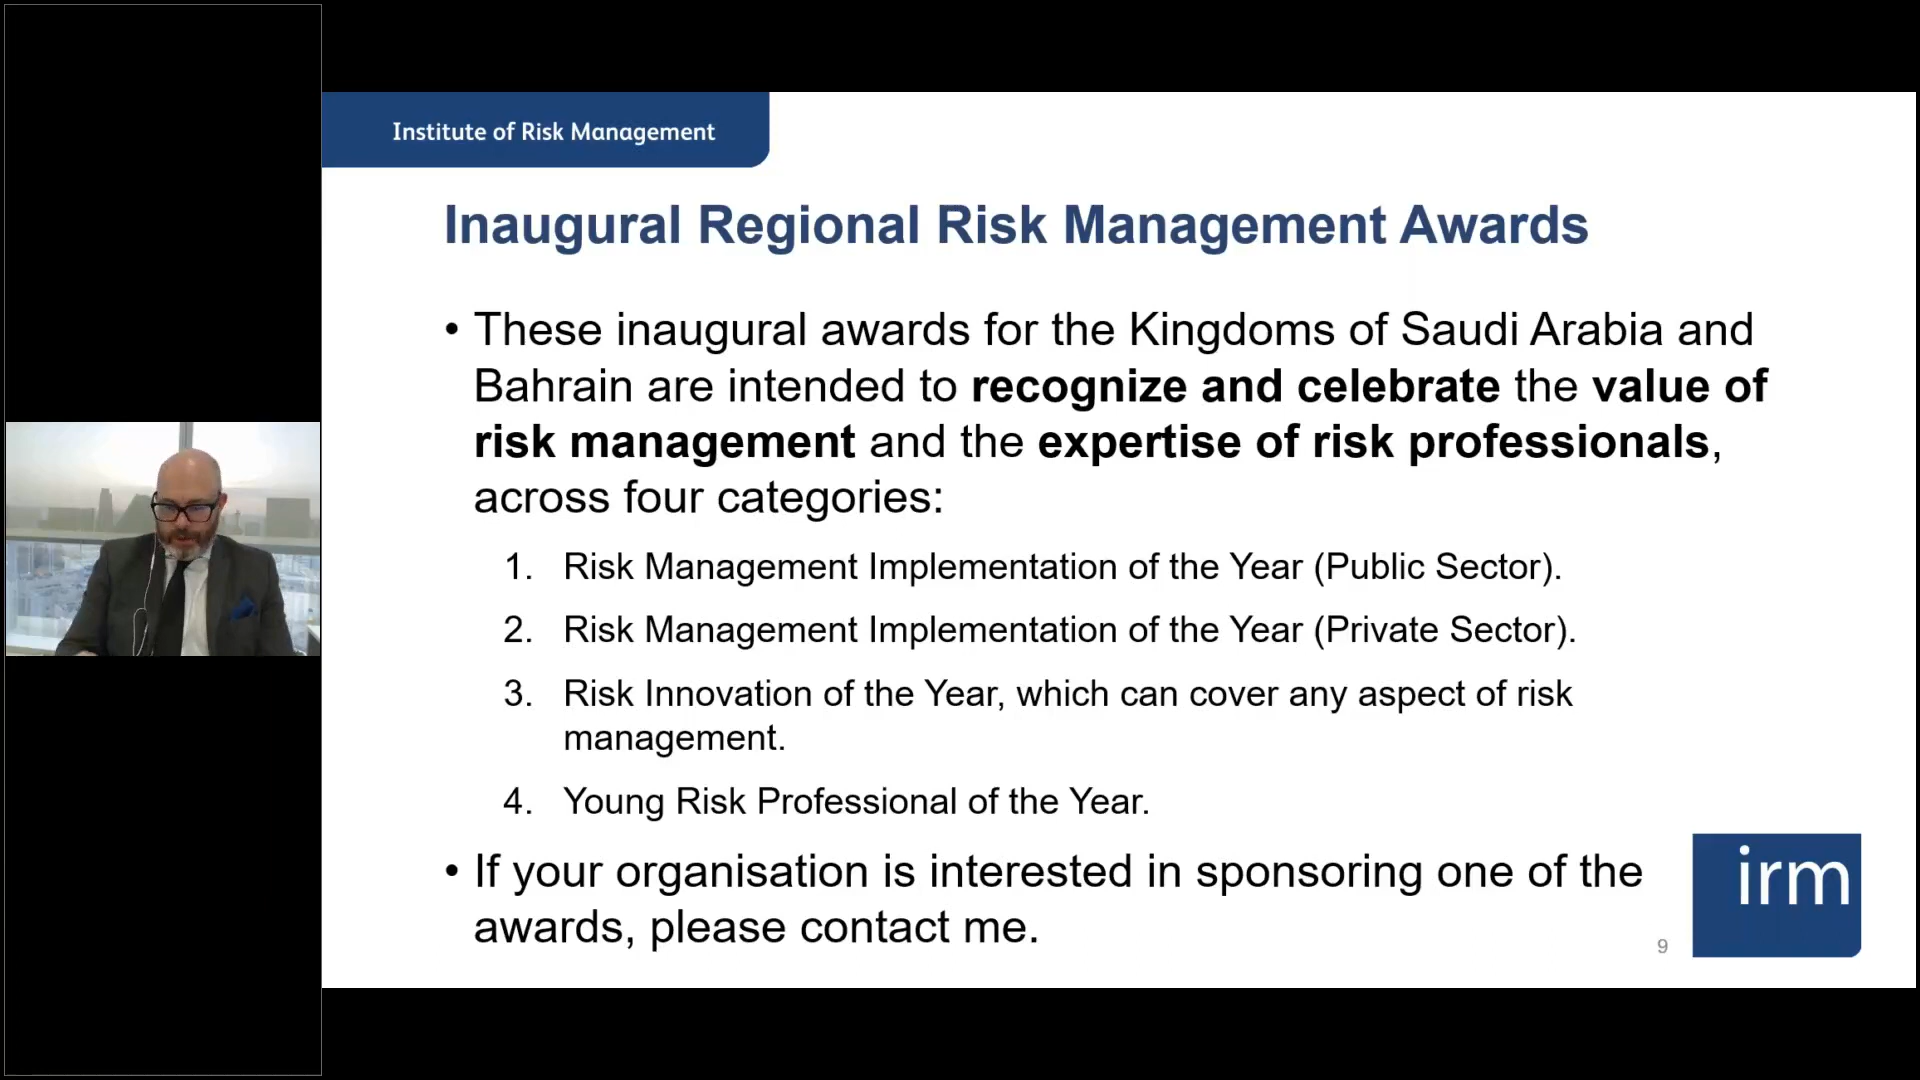 Institute of Risk Management
Inaugural Regional Risk Management Awards
• These inaugural awards for the Kingdoms of Saudi Arabia and
Bahrain are intended to recognize and celebrate the value of
risk management and the expertise of risk professionals,
across four categories:
1. Risk Management Implementation of the Year (Public Sector).
2. Risk Management Implementation of the Year (Private Sector).
3. Risk Innovation of the Year, which can cover any aspect of risk
management.
4. Young Risk Professional of the Year.
• If your organisation is interested in sponsoring one of the
awards, please contact me.
9
irm